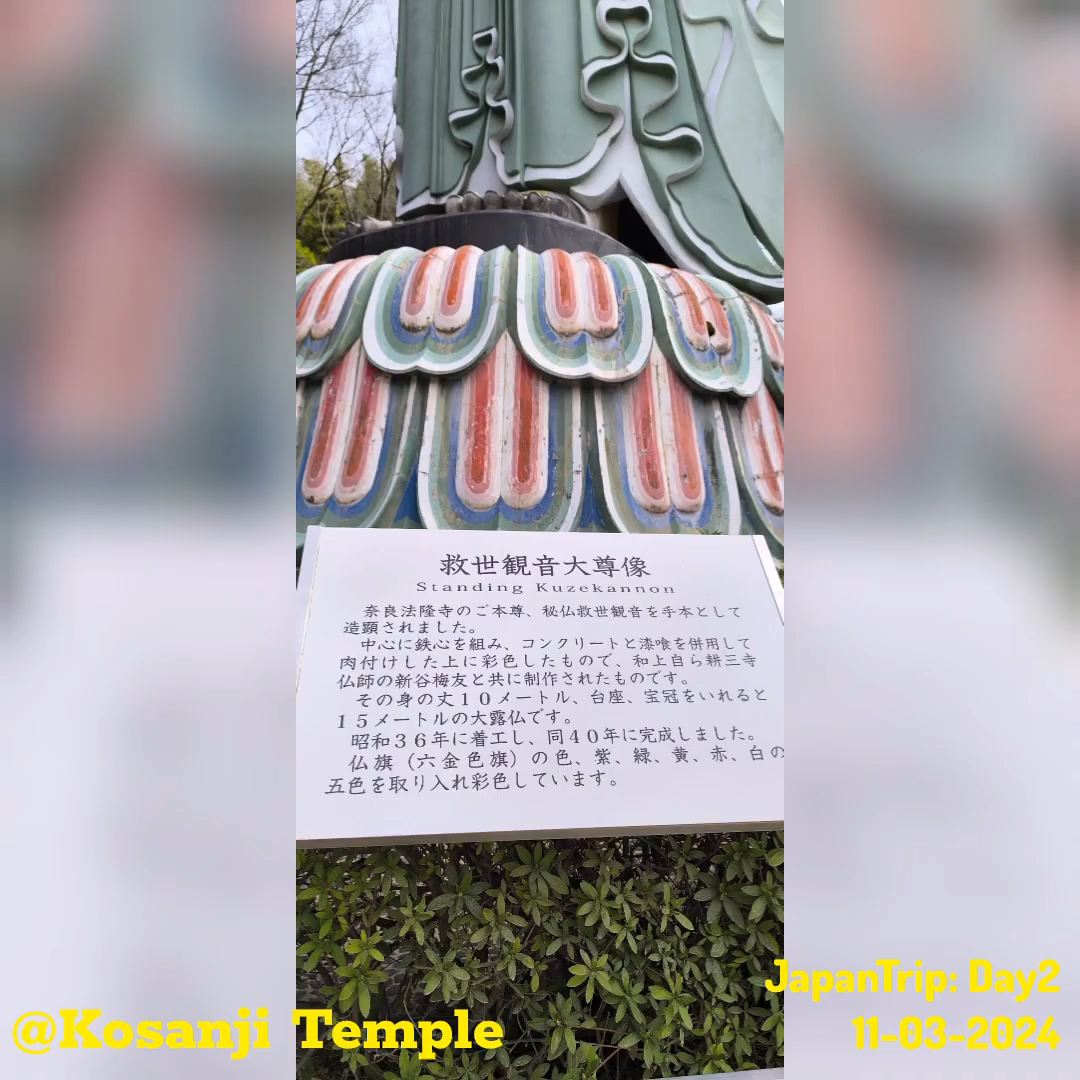 救世観音大尊像
Standing Kuzekannon
奈良法隆寺のご本尊、秘仏救世観音を手本として
造顕されました。
中心に鉄心を組み、コンクリートと漆喰を併用して
肉付けした上に彩色したもので、和上自ら耕三寺
仏師の新谷梅友と共に制作されたものです。
その身の丈１０メートル、台座、宝冠をいれると
１５メートルの大露仏です。
昭和３６年に着工し、同４０年に完成しました。
仏旗（六金色旗）の色、紫、緑、黄、赤、白の
五色を取り入れ彩色しています。
JapanTrip: Day2
11-03-2024
@Kosanji Temple